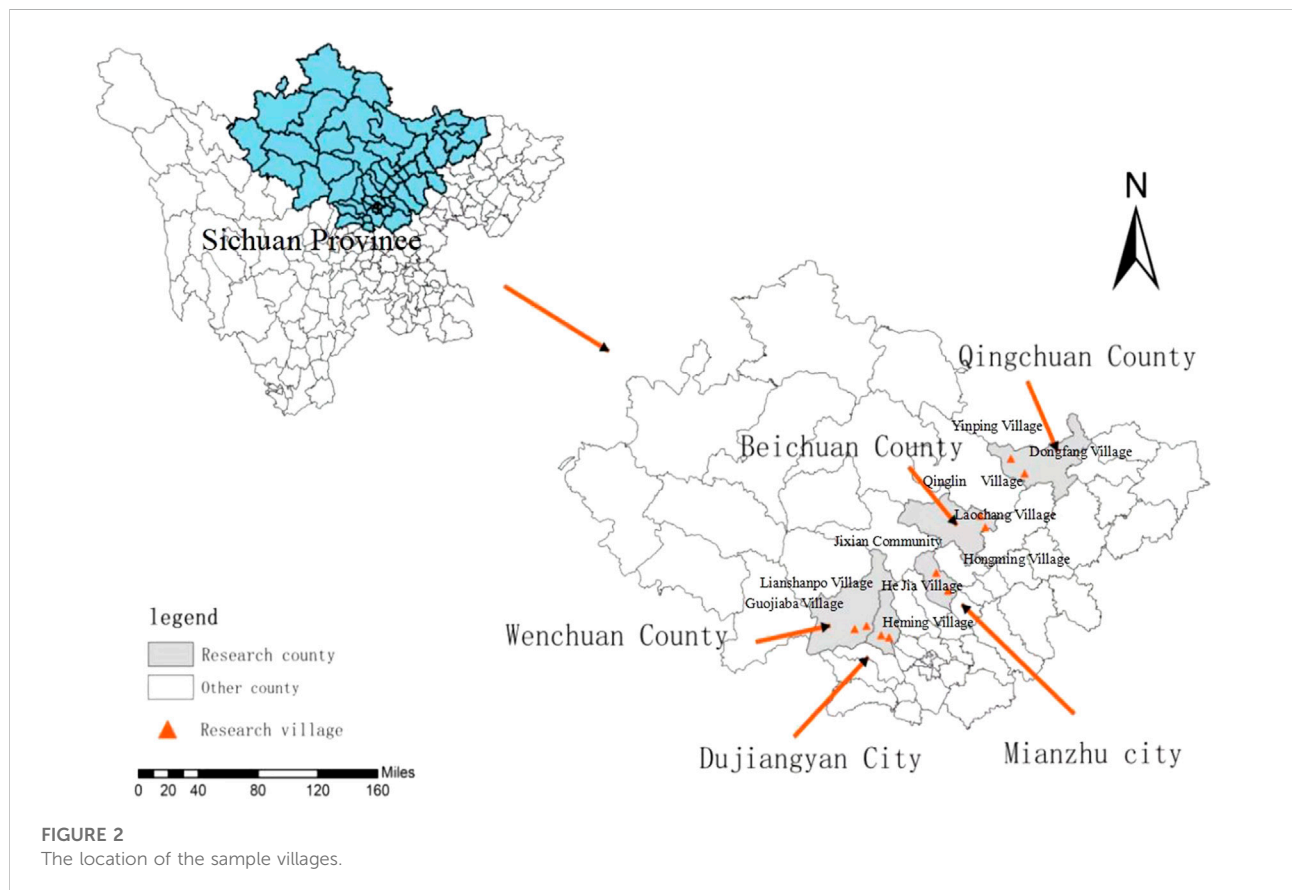 Sichuan Province
N
Qingchuan County
Yinping Village
Beichuan County
Dongfang Village
Qinglin Village
Laochang Village
Jixian Community
Hongming Village
Lianshanpo Village
He Jia Village
Guojiaba Village
Heming Village
Wenchuan County
legend
Research county
Other county
Research village
Dujiangyan City
Mianzhu city
Miles
0 20 40 80 120 160
FIGURE 2
The location of the sample villages.